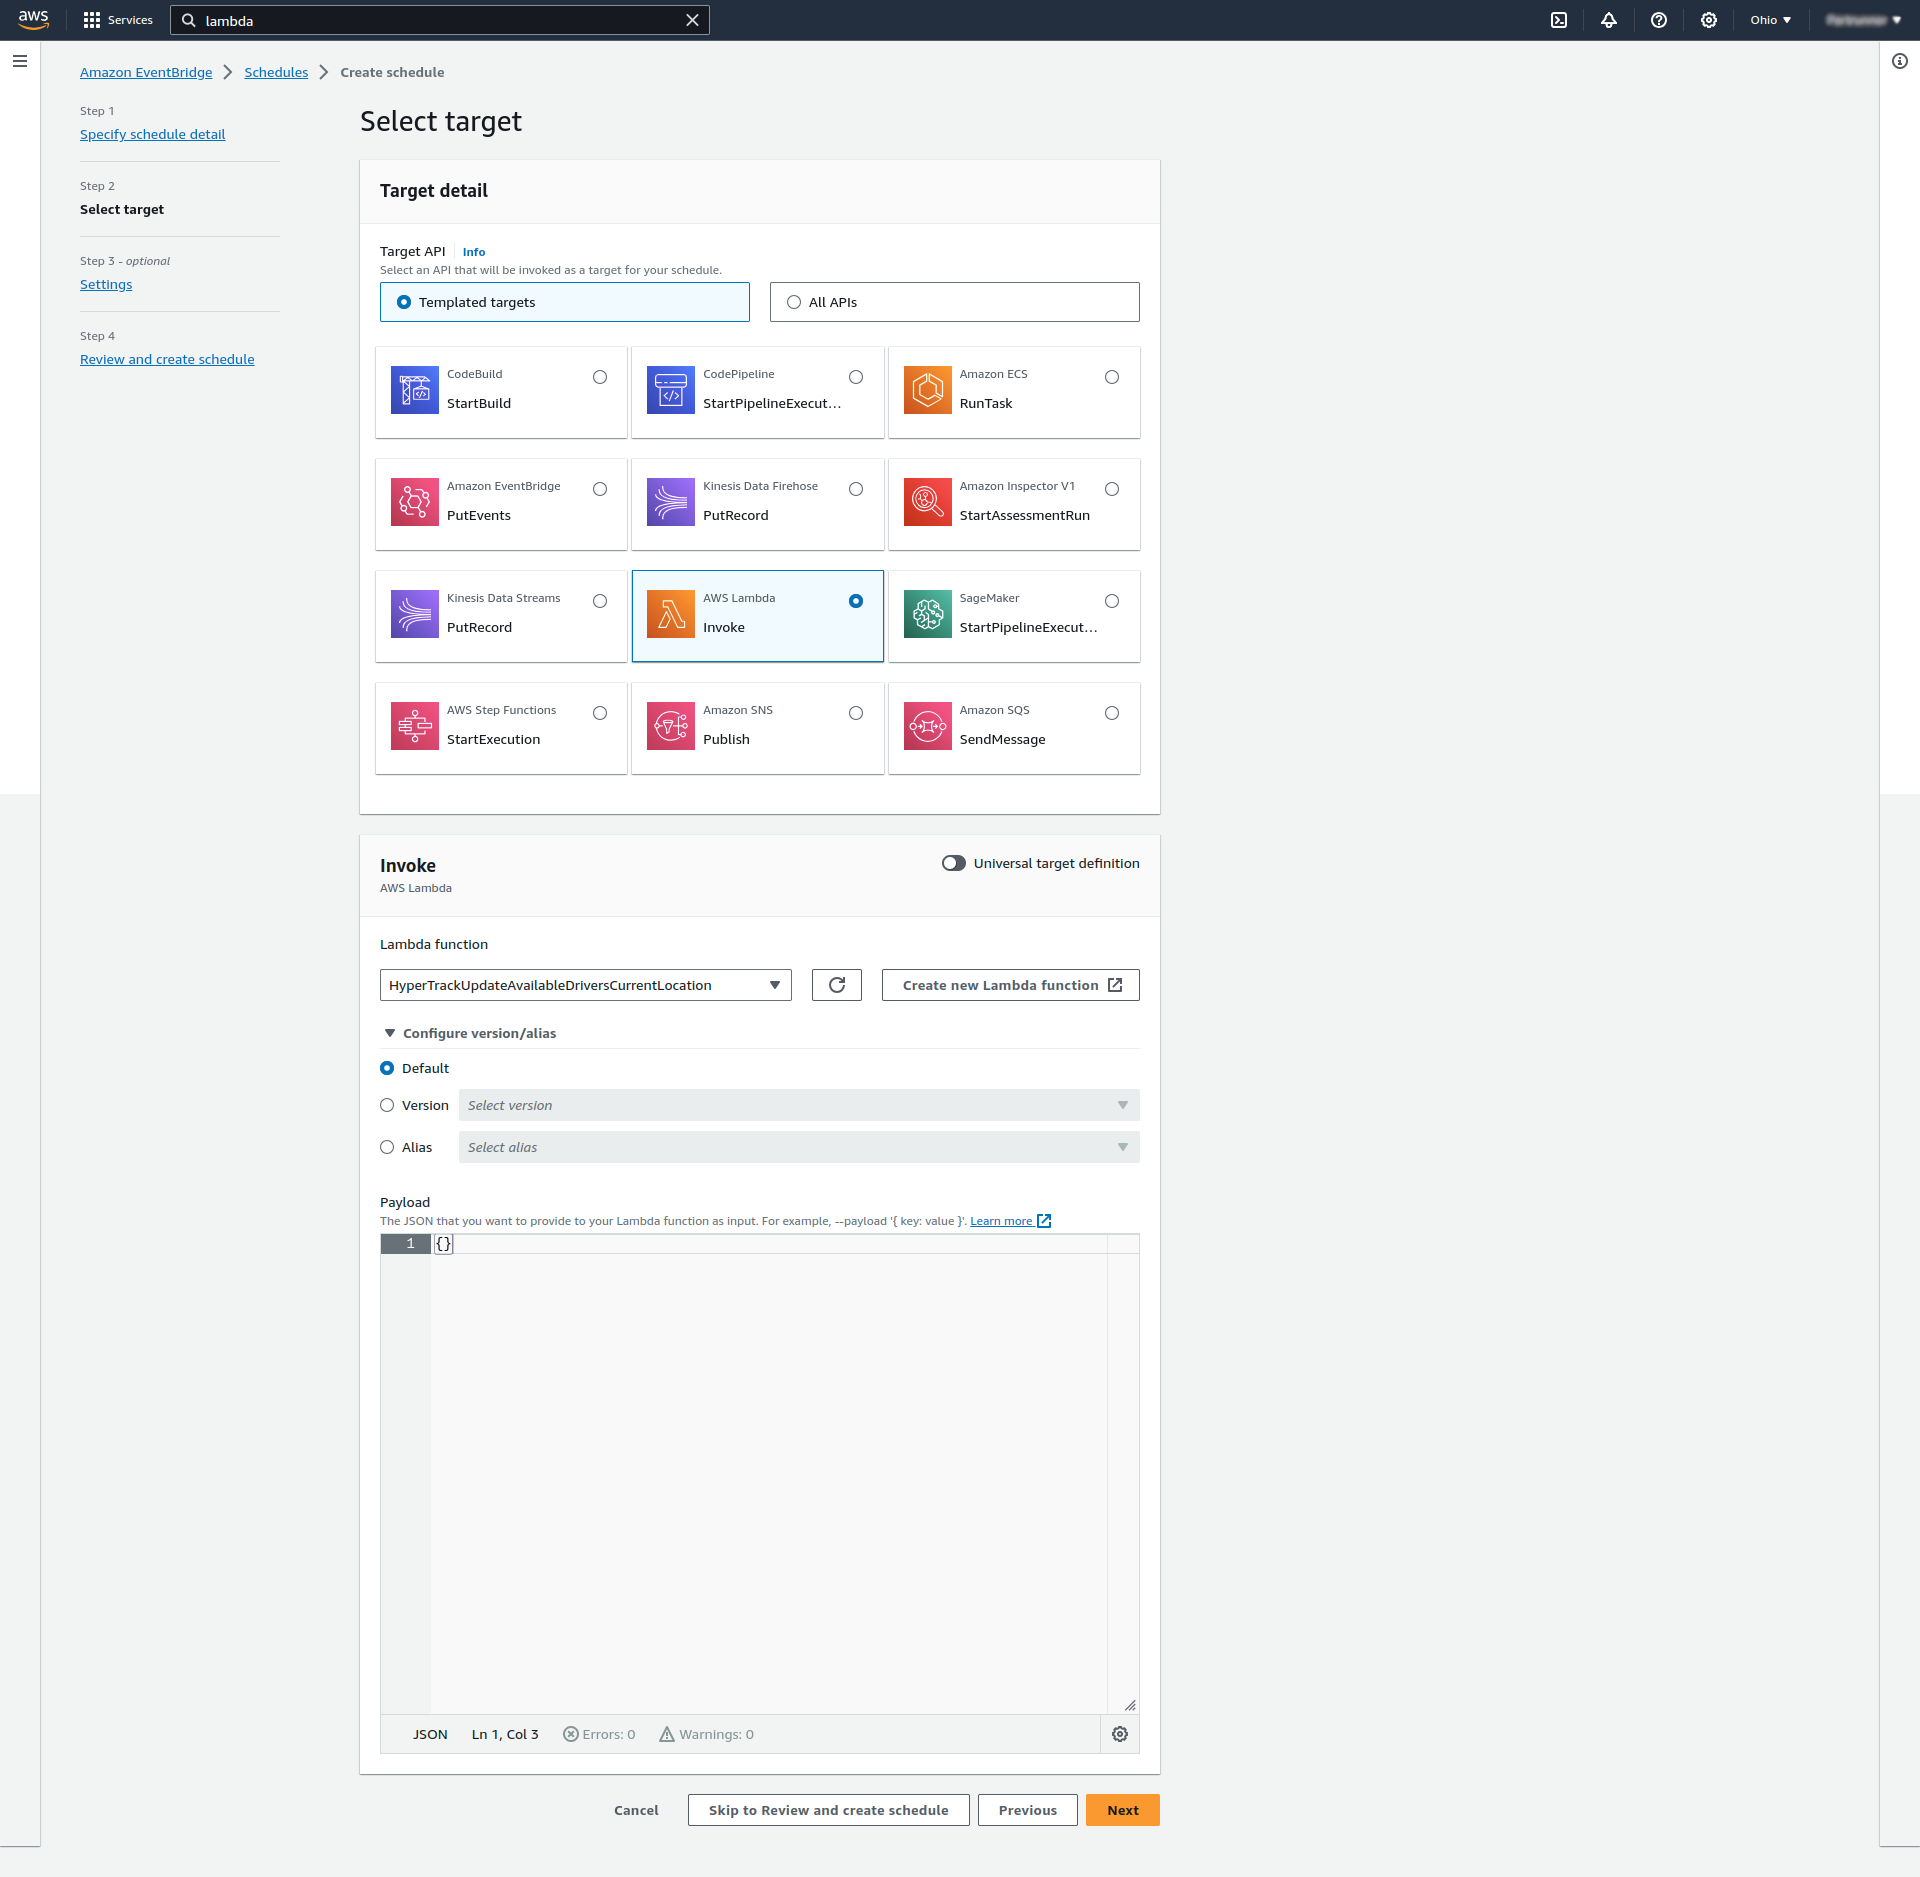 aws
Services
lambda
Ohio
Amazon EventBridge
Schedules
Create schedule
Step 1
Specify schedule detail
Step 2
Select target
Step 3 - optional
Settings
Step 4
Review and create schedule
Select target
Target detail
Target API
Info
Select an API that will be invoked as a target for your schedule.
Templated targets
All APIs
CodeBuild
StartBuild
CodePipeline
StartPipelineExecut...
Amazon ECS
RunTask
Amazon EventBridge
PutEvents
Kinesis Data Firehose
PutRecord
Amazon Inspector V1
StartAssessmentRun
Kinesis Data Streams
PutRecord
AWS Lambda
Invoke
SageMaker
StartPipelineExecut...
AWS Step Functions
StartExecution
Amazon SNS
Publish
Amazon SQS
SendMessage
Invoke
AWS Lambda
Universal target definition
Lambda function
HyperTrackUpdateAvailableDriversCurrentLocation
Create new Lambda function
Configure version/alias
Default
Version
Select version
Alias
Select alias
Payload
The JSON that you want to provide to your Lambda function as input. For example, --payload '{ key: value }'. Learn more
1
{}
JSON
Ln 1, Col 3
Errors: 0
Warnings: 0
Cancel
Skip to Review and create schedule
Previous
Next